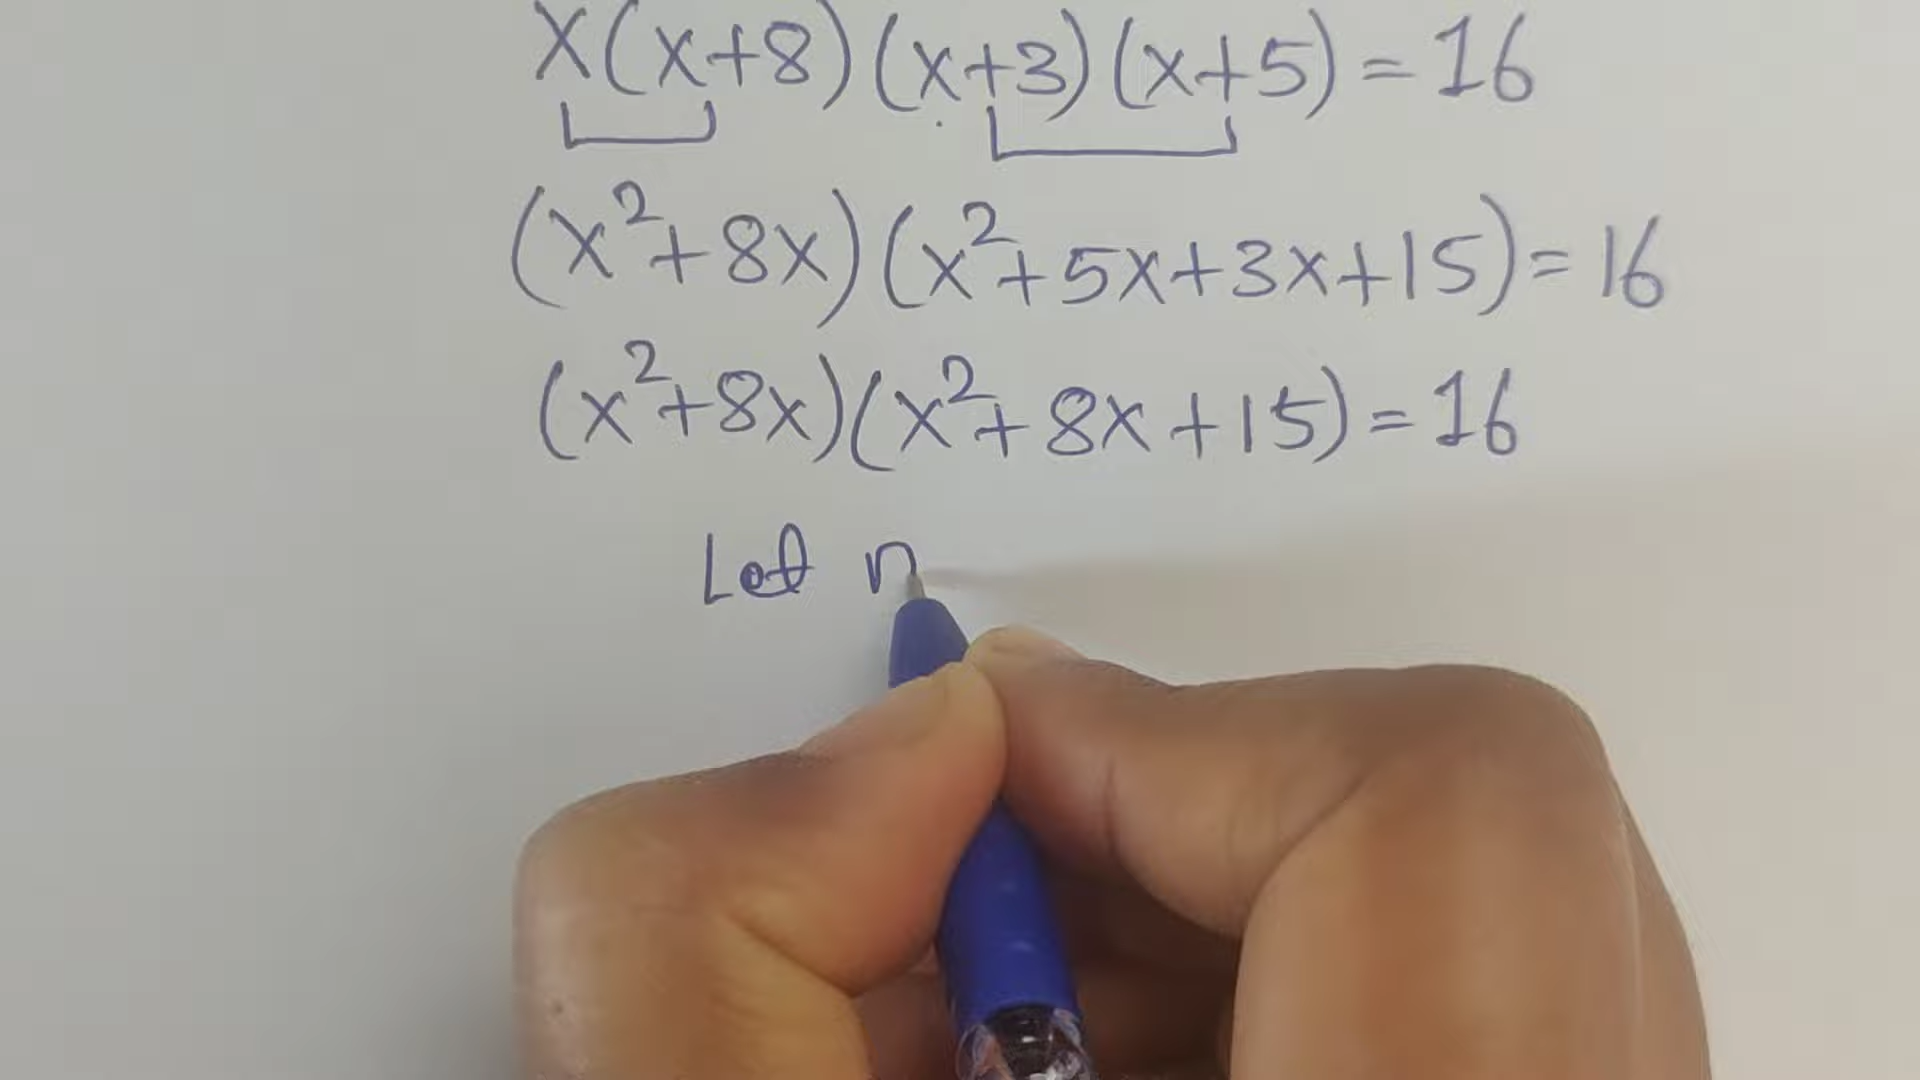 x(x+8)(x+3)(x+5)=16
(x²+8x)(x²+5x+3x+15)=16
(x²+8x)(x²+8x+15)=16
Let n